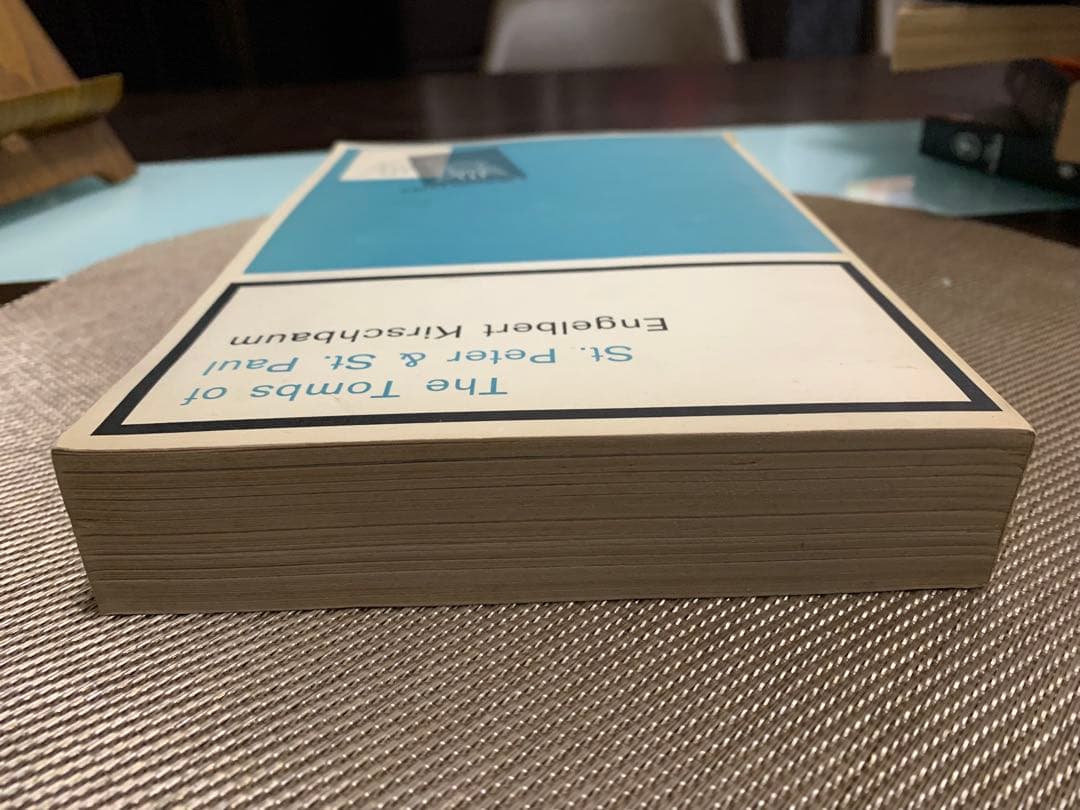 The Tombs of
St. Peter & St. Paul
Engelbert Kirschbaum